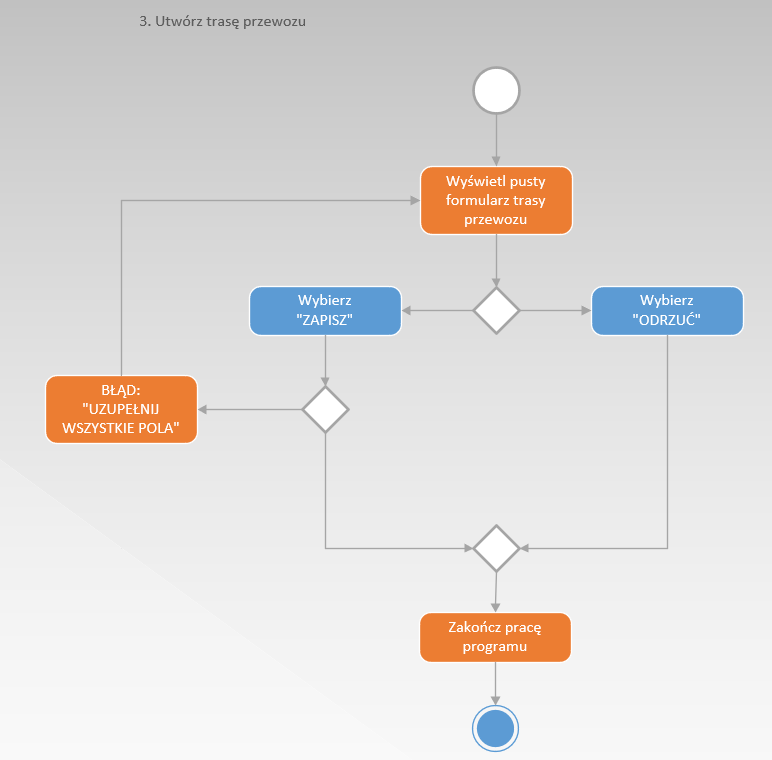 3. Utwórz trasę przewozu
Wyświetl pusty
formularz trasy
przewozu
Wybierz
"ZAPISZ"
Wybierz
"ODRZUĆ"
BŁĄD:
"UZUPEŁNIJ
WSZYSTKIE POLA"
Zakończ pracę
programu